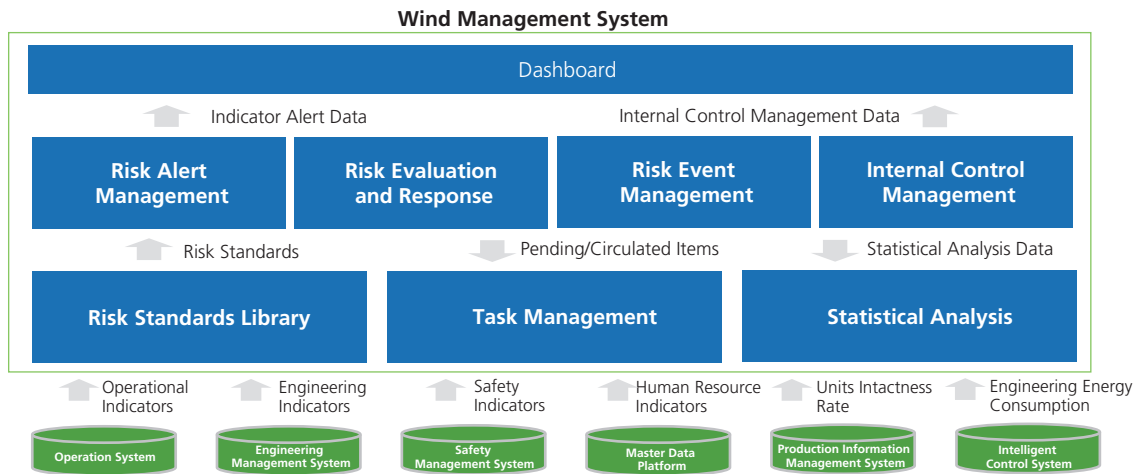 Wind Management System
Dashboard
Indicator Alert Data
Internal Control Management Data
Risk Alert
Management
Risk Evaluation
and Response
Risk Event
Management
Internal Control
Management
Risk Standards
Pending/Circulated Items
Statistical Analysis Data
Risk Standards Library
Task Management
Statistical Analysis
Operational
Indicators
Engineering
Indicators
Safety
Indicators
Human Resource
Indicators
Units Intactness
Rate
Engineering Energy
Consumption
Operation System
Engineering
Management System
Safety
Management System
Master Data
Platform
Production Information
Management System
Intelligent
Control System